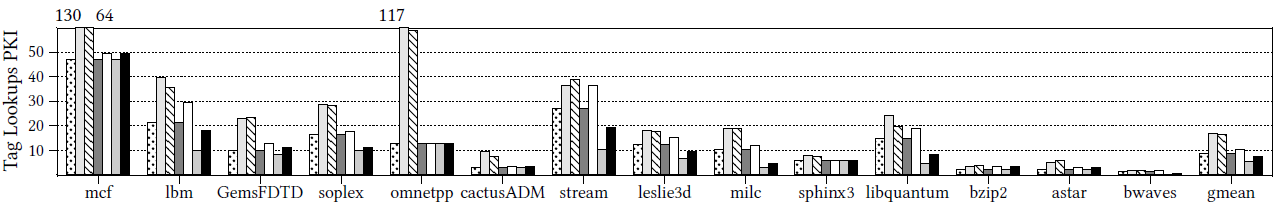 130 64 117
Tag Lookups PKI
50
40
30
20
10
mcf lbm GemsFDTD soplex omnetpp cactusADM stream leslie3d milc sphinx3 libquantum bzip2 astar bwaves gmean